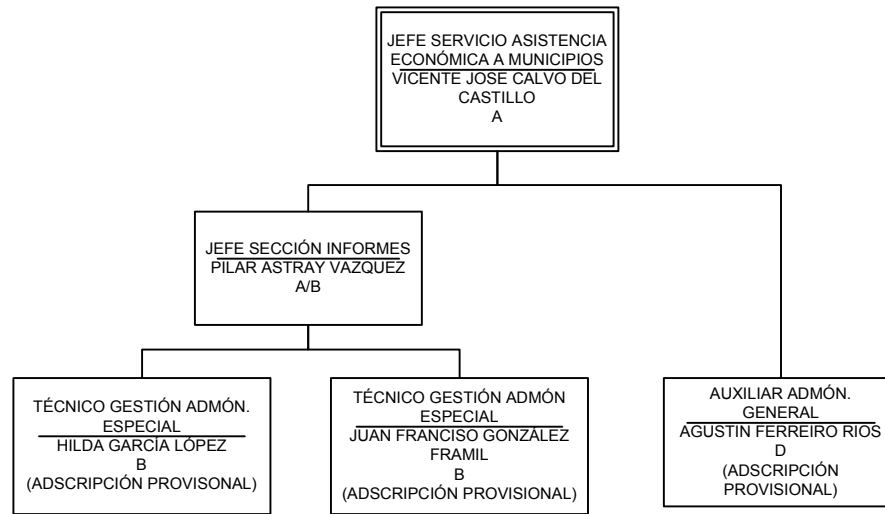 JEFE SERVICIO ASISTENCIA
ECONÓMICA A MUNICIPIOS
VICENTE JOSE CALVO DEL
CASTILLO
A
JEFE SECCIÓN INFORMES
PILAR ASTRAY VAZQUEZ
A/B
TÉCNICO GESTIÓN ADMÓN.
ESPECIAL
HILDA GARCÍA LÓPEZ
B
(ADSCRIPCIÓN PROVISONAL)
TÉCNICO GESTIÓN ADMÓN
ESPECIAL
JUAN FRANCISO GONZÁLEZ
FRAMIL
B
(ADSCRIPCIÓN PROVISIONAL)
AUXILIAR ADMÓN.
GENERAL
AGUSTIN FERREIRO RIOS
D
(ADSCRIPCIÓN
PROVISIONAL)